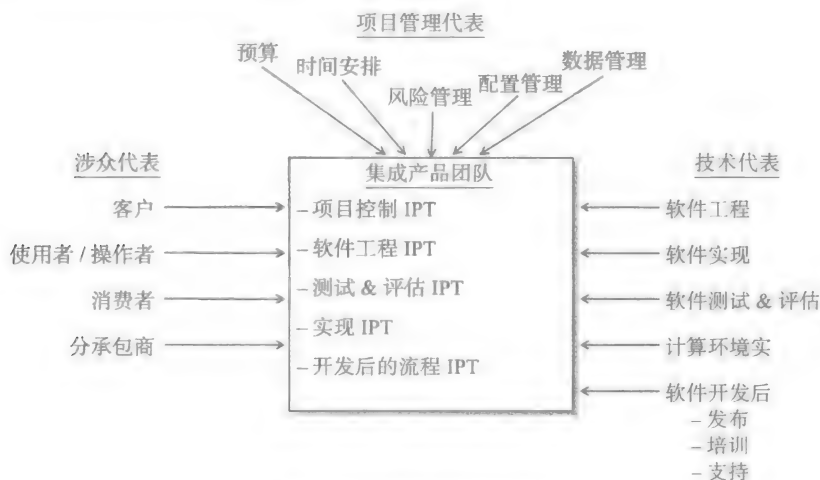 项目管理代表
预算
时间安排
风险管理
配置管理
数据管理
涉众代表
客户
使用者 / 操作者
消费者
分承包商
集成产品团队
– 项目控制 IPT
– 软件工程 IPT
– 测试 & 评估 IPT
– 实现 IPT
– 开发后的流程 IPT
技术代表
软件工程
软件实现
软件测试 & 评估
计算环境实
软件开发后
– 发布
– 培训
– 支持